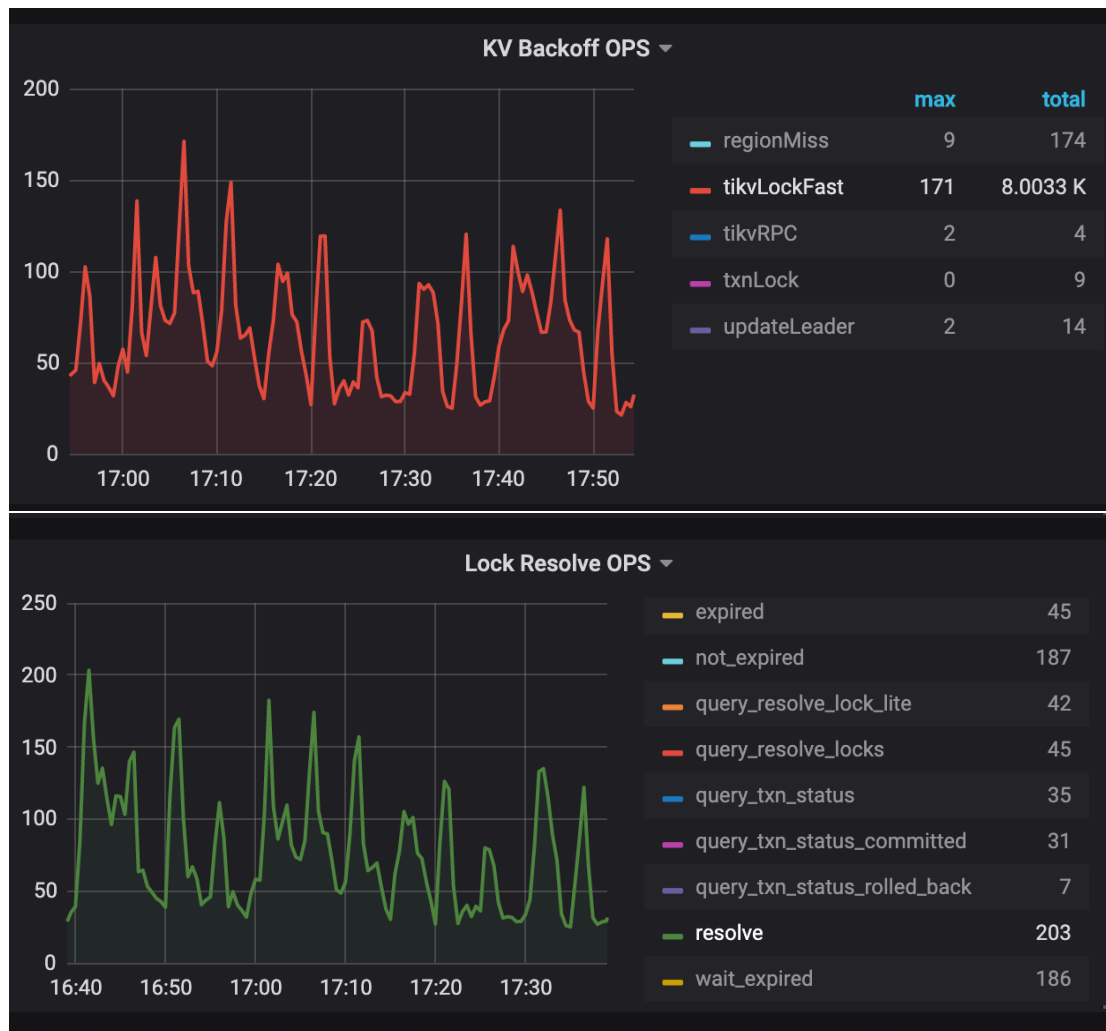 KV Backoff OPS
200
150
100
50
0
17:00 17:10 17:20 17:30 17:40 17:50
max total
regionMiss 9 174
tikvLockFast 171 8.0033 K
tikvRPC 2 4
txnLock 0 9
updateLeader 2 14
Lock Resolve OPS
250
200
150
100
50
0
16:40 16:50 17:00 17:10 17:20 17:30
expired 45
not_expired 187
query_resolve_lock_lite 42
query_resolve_locks 45
query_txn_status 35
query_txn_status_committed 31
query_txn_status_rolled_back 7
resolve 203
wait_expired 186